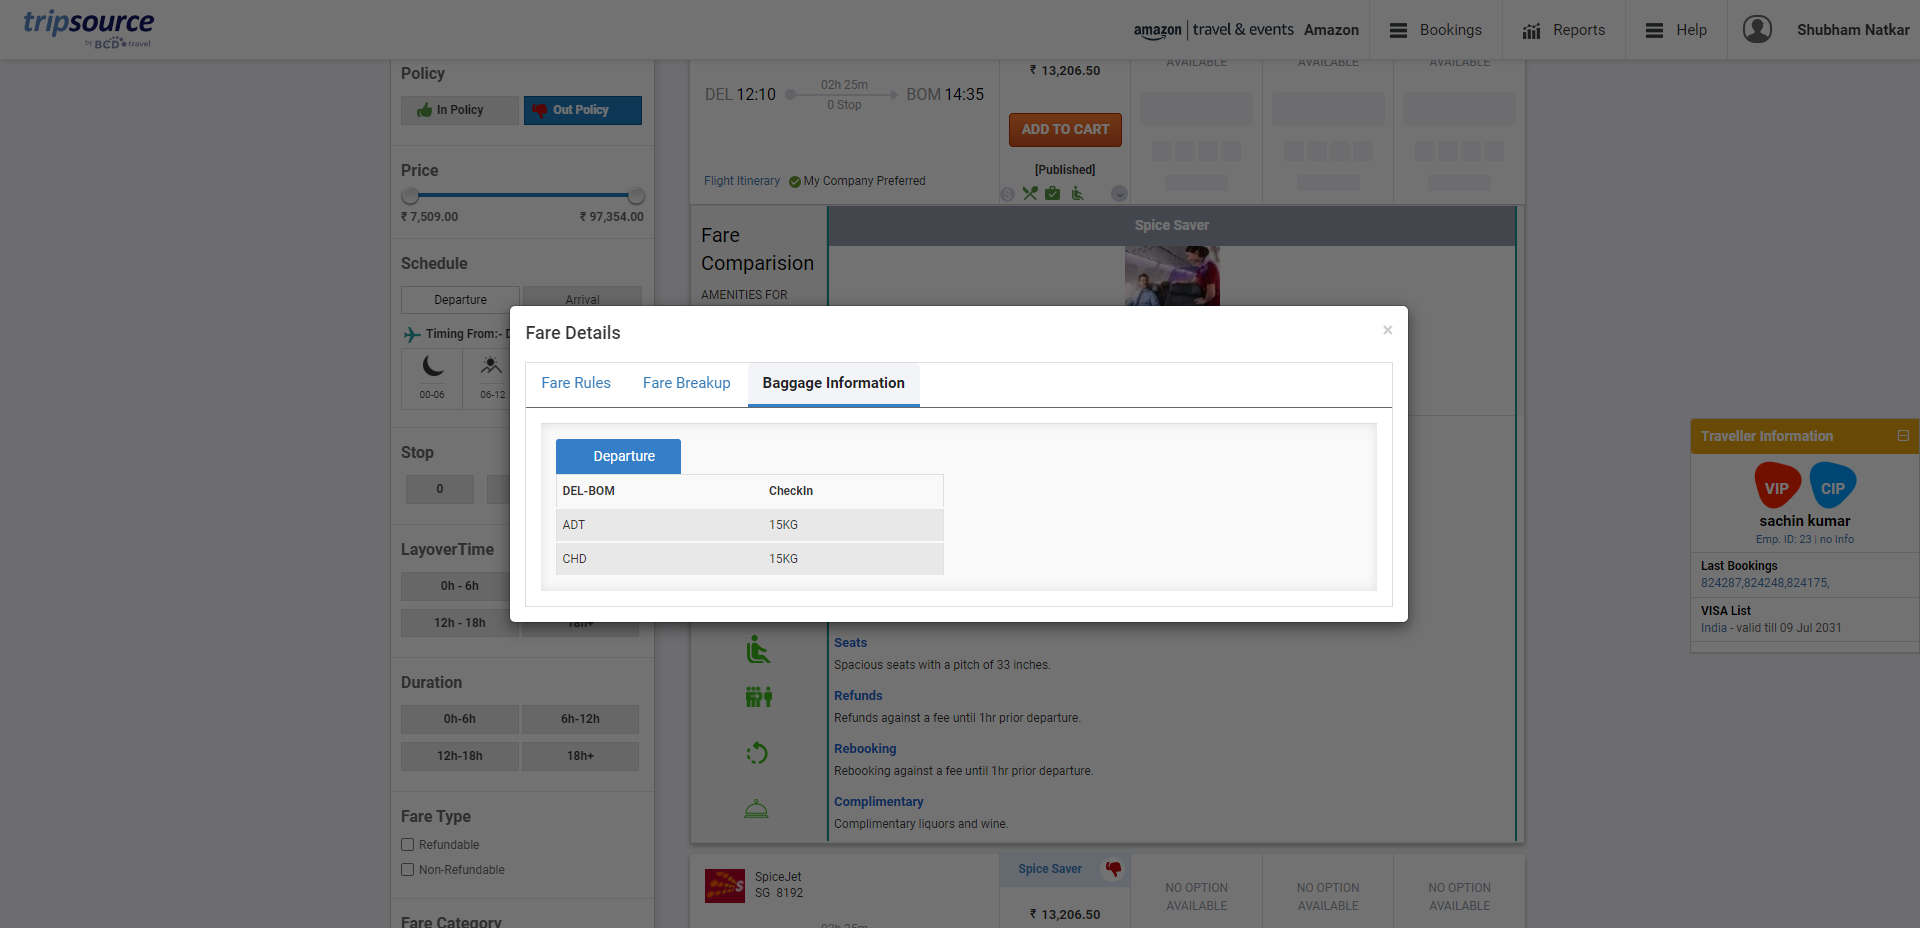 tripsource
by BCD travel
amazon | travel & events Amazon
Bookings
Reports
Help
Shubham Natkar
Policy
In Policy
Out Policy
Price
₹ 7,509.00
₹ 97,354.00
Schedule
Departure
Arrival
Timing From:- D
00-06
06-12
Stop
0
LayoverTime
0h - 6h
12h - 18h
18h+
Duration
0h-6h
6h-12h
12h-18h
18h+
Fare Type
Refundable
Non-Refundable
Fare Category
DEL 12:10
02h 25m
0 Stop
BOM 14:35
Flight Itinerary
My Company Preferred
₹ 13,206.50
ADD TO CART
[Published]
AVAILABLE
AVAILABLE
AVAILABLE
Fare
Comparision
AMENITIES FOR
Spice Saver
Fare Details
×
Fare Rules
Fare Breakup
Baggage Information
Departure
DEL-BOM CheckIn
ADT 15KG
CHD 15KG
Seats
Spacious seats with a pitch of 33 inches.
Refunds
Refunds against a fee until 1hr prior departure.
Rebooking
Rebooking against a fee until 1hr prior departure.
Complimentary
Complimentary liquors and wine.
SpiceJet
SG 8192
02h 25m
Spice Saver
₹ 13,206.50
NO OPTION
AVAILABLE
NO OPTION
AVAILABLE
NO OPTION
AVAILABLE
Traveller Information
VIP
CIP
sachin kumar
Emp. ID: 23 | no Info
Last Bookings
824287,824248,824175,
VISA List
India - valid till 09 Jul 2031